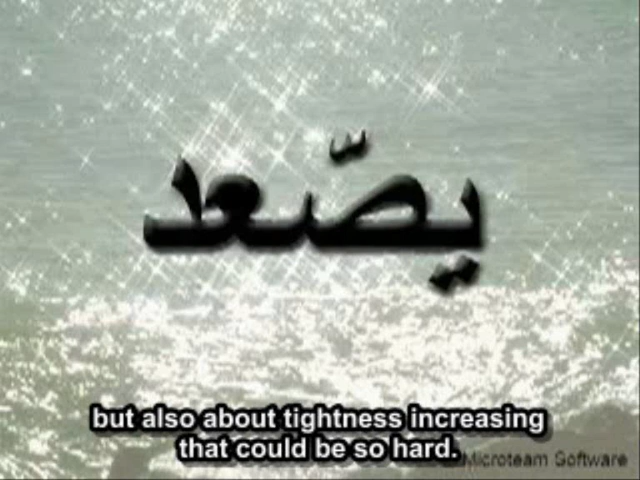 يصّعد
but also about tightness increasing
that could be so hard.
Microteam Software